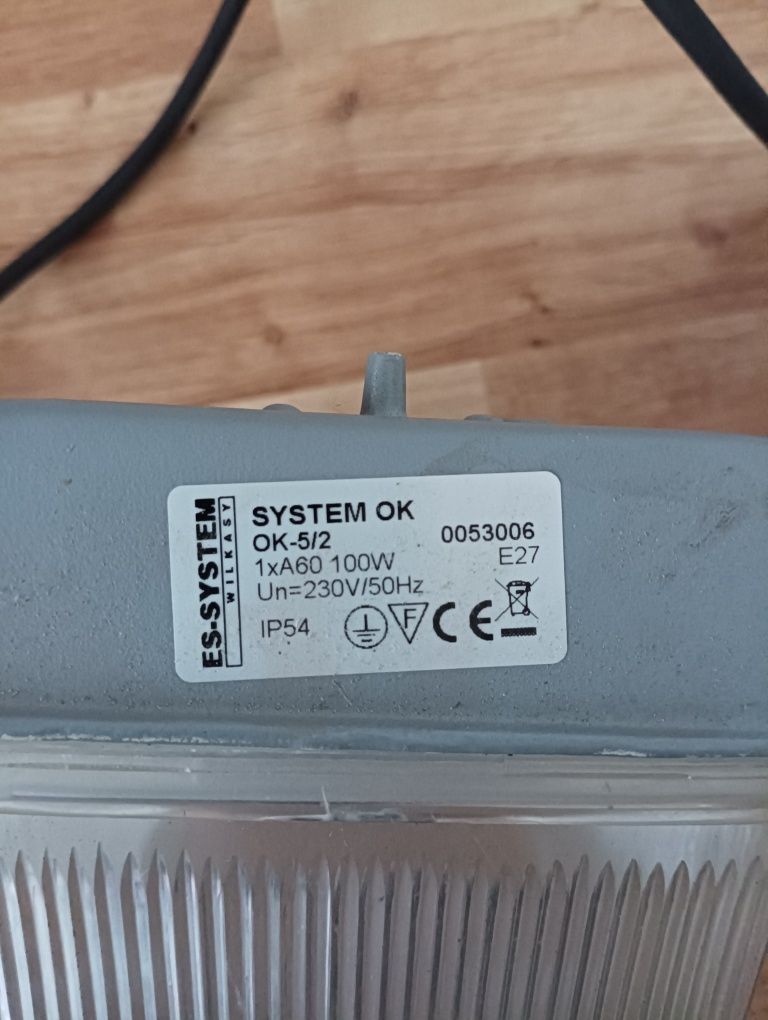 ES-SYSTEM
WILKASY
SYSTEM OK
OK-5/2 0053006
1xA60 100W E27
Un=230V/50Hz
IP54 F CE